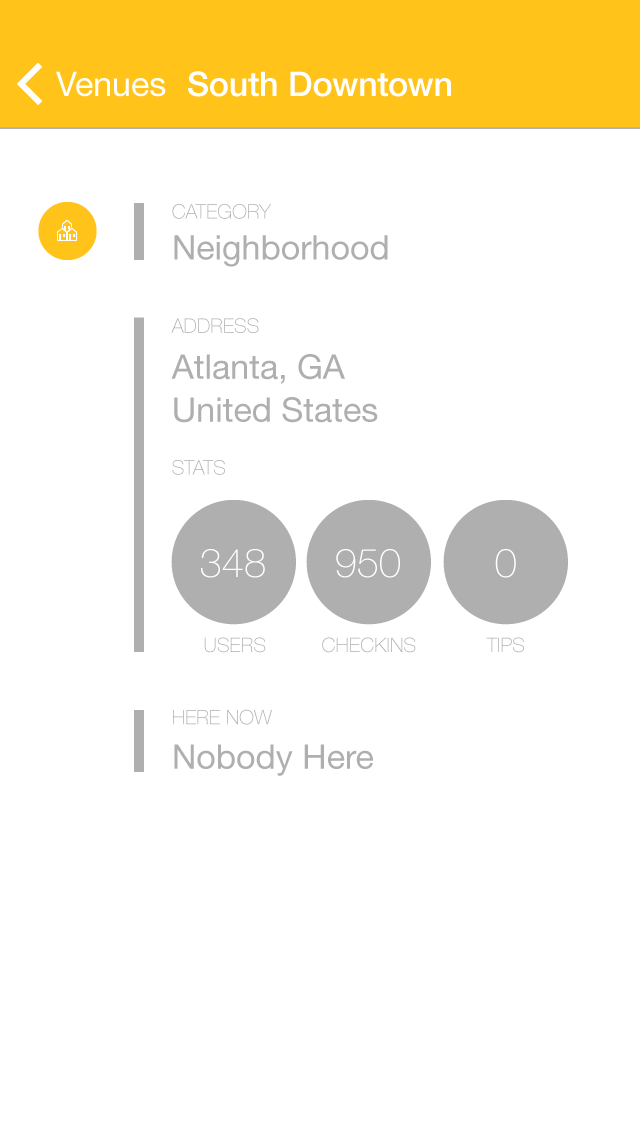 Venues South Downtown
CATEGORY
Neighborhood
ADDRESS
Atlanta, GA
United States
STATS
348 950 0
USERS CHECKINS TIPS
HERE NOW
Nobody Here